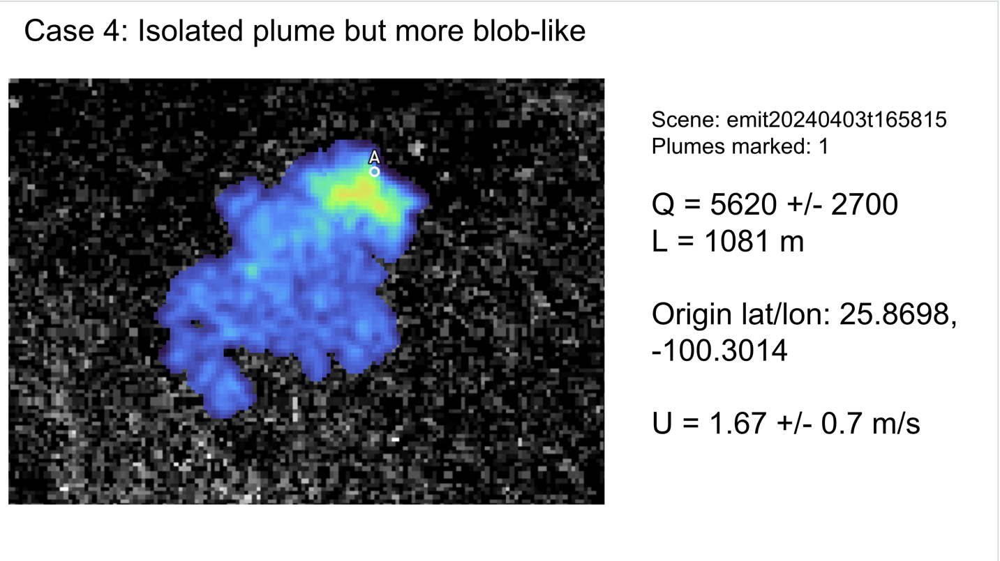 Case 4: Isolated plume but more blob-like
A
Scene: emit20240403t165815
Plumes marked: 1
Q = 5620 +/- 2700
L = 1081 m
Origin lat/lon: 25.8698,
-100.3014
U = 1.67 +/- 0.7 m/s